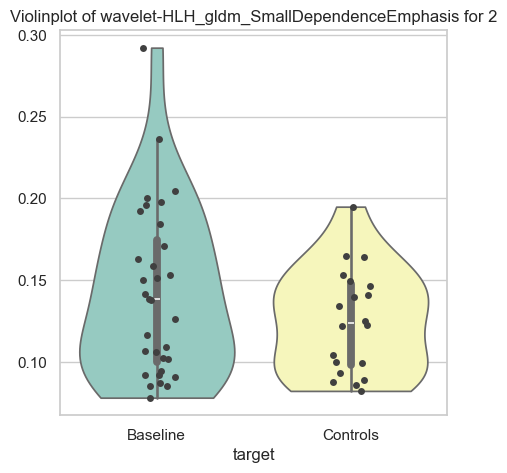 Violinplot of wavelet-HLH_gldm_SmallDependenceEmphasis for 2
0.30
0.25
0.20
0.15
0.10
Baseline
Controls
target